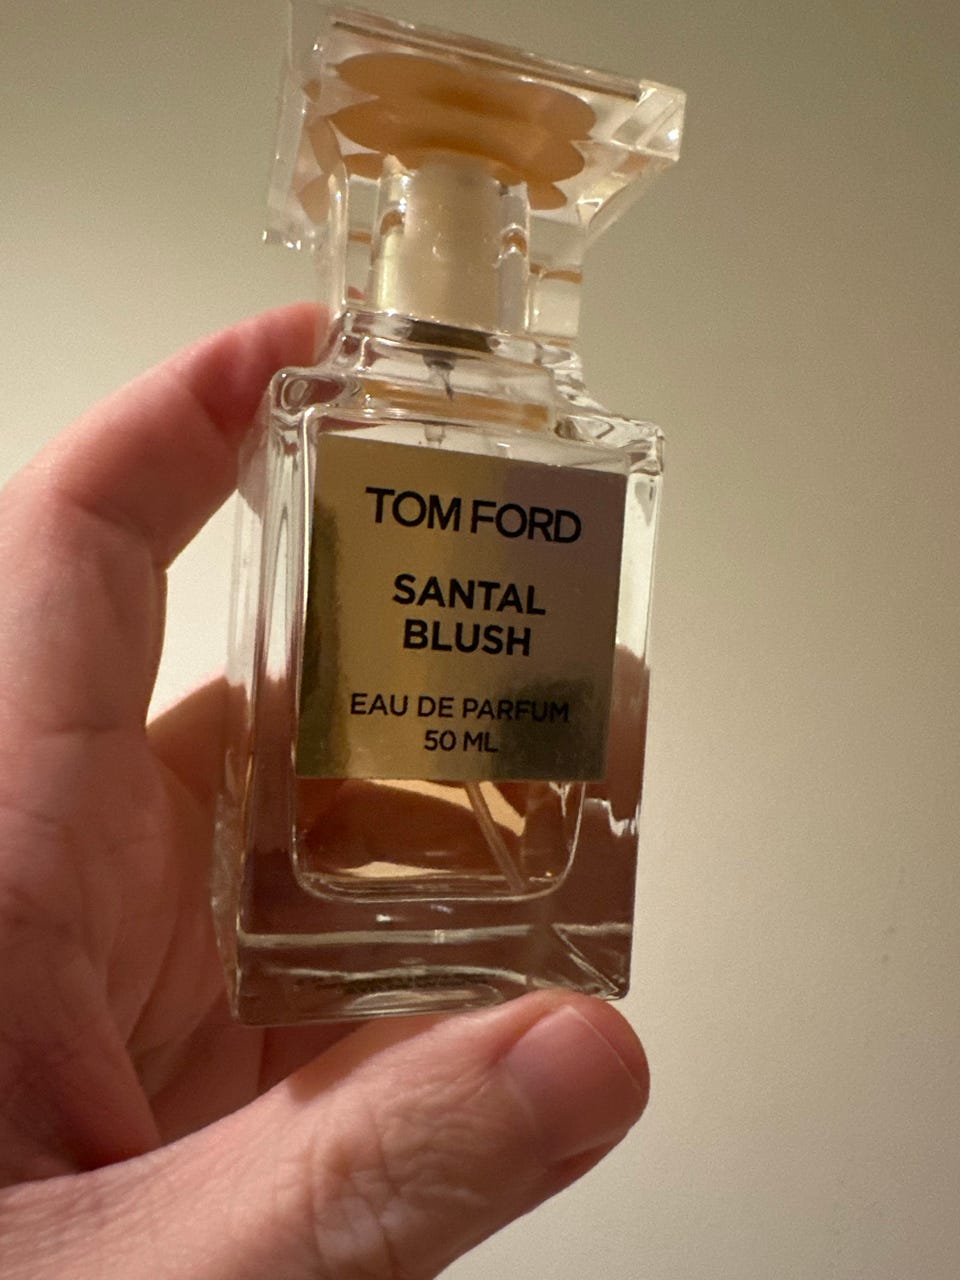 TOM FORD
SANTAL
BLUSH
EAU DE PARFUM
50 ML